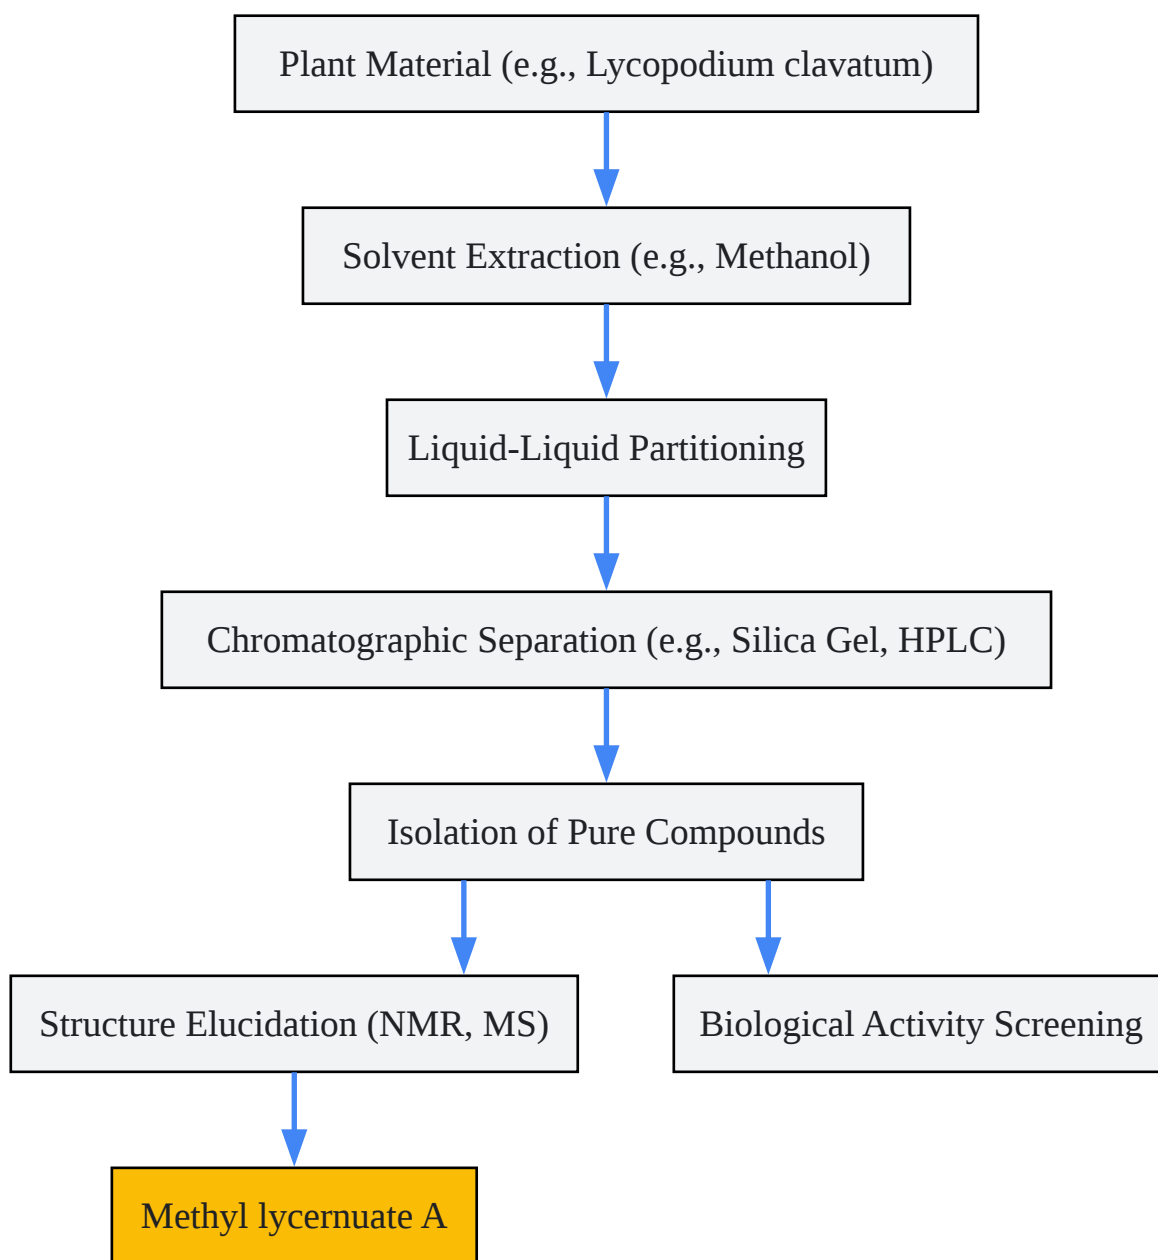 Plant Material (e.g., Lycopodium clavatum)
Solvent Extraction (e.g., Methanol)
Liquid-Liquid Partitioning
Chromatographic Separation (e.g., Silica Gel, HPLC)
Isolation of Pure Compounds
Structure Elucidation (NMR, MS)
Biological Activity Screening
Methyl lycernuate A